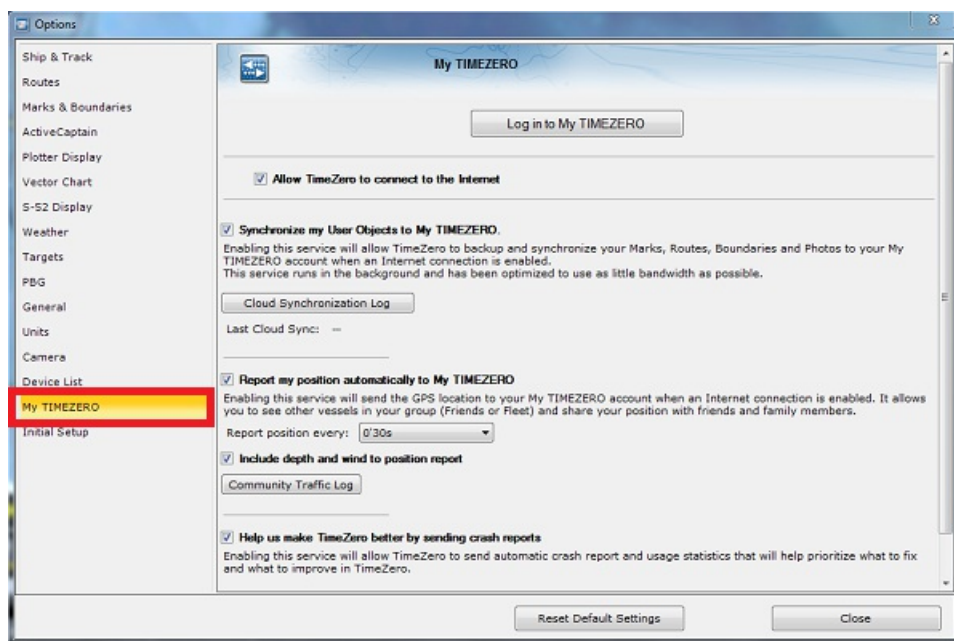 Options
Ship & Track
Routes
Marks & Boundaries
ActiveCaptain
Plotter Display
Vector Chart
S-52 Display
Weather
Targets
PBG
General
Units
Camera
Device List
My TIMEZERO
Initial Setup
My TIMEZERO
Log in to My TIMEZERO
Allow TimeZero to connect to the Internet
Synchronize my User Objects to My TIMEZERO.
Enabling this service will allow TimeZero to backup and synchronize your Marks, Routes, Boundaries and Photos to your My
TIMEZERO account when an Internet connection is enabled.
This service runs in the background and has been optimized to use as little bandwidth as possible.
Cloud Synchronization Log
Last Cloud Sync: --
Report my position automatically to My TIMEZERO
Enabling this service will send the GPS location to your My TIMEZERO account when an Internet connection is enabled. It allows
you to see other vessels in your group (Friends or Fleet) and share your position with friends and family members.
Report position every: 0'30s
Include depth and wind to position report
Community Traffic Log
Help us make TimeZero better by sending crash reports
Enabling this service will allow TimeZero to send automatic crash report and usage statistics that will help prioritize what to fix
and what to improve in TimeZero.
Reset Default Settings
Close